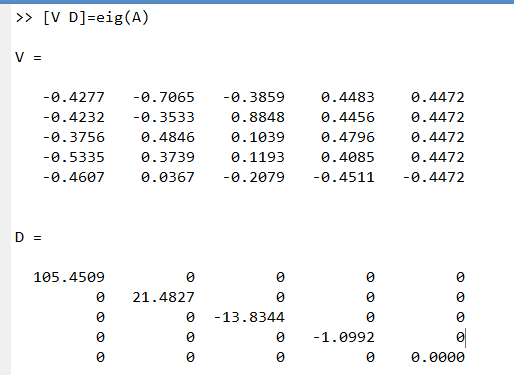 >> [V D]=eig(A)
V =
-0.4277 -0.7065 -0.3859 0.4483 0.4472
-0.4232 -0.3533 0.8848 0.4456 0.4472
-0.3756 0.4846 0.1039 0.4796 0.4472
-0.5335 0.3739 0.1193 0.4085 0.4472
-0.4607 0.0367 -0.2079 -0.4511 -0.4472
D =
105.4509 0 0 0 0
0 21.4827 0 0 0
0 0 -13.8344 0 0
0 0 0 -1.0992 0
0 0 0 0 0.0000